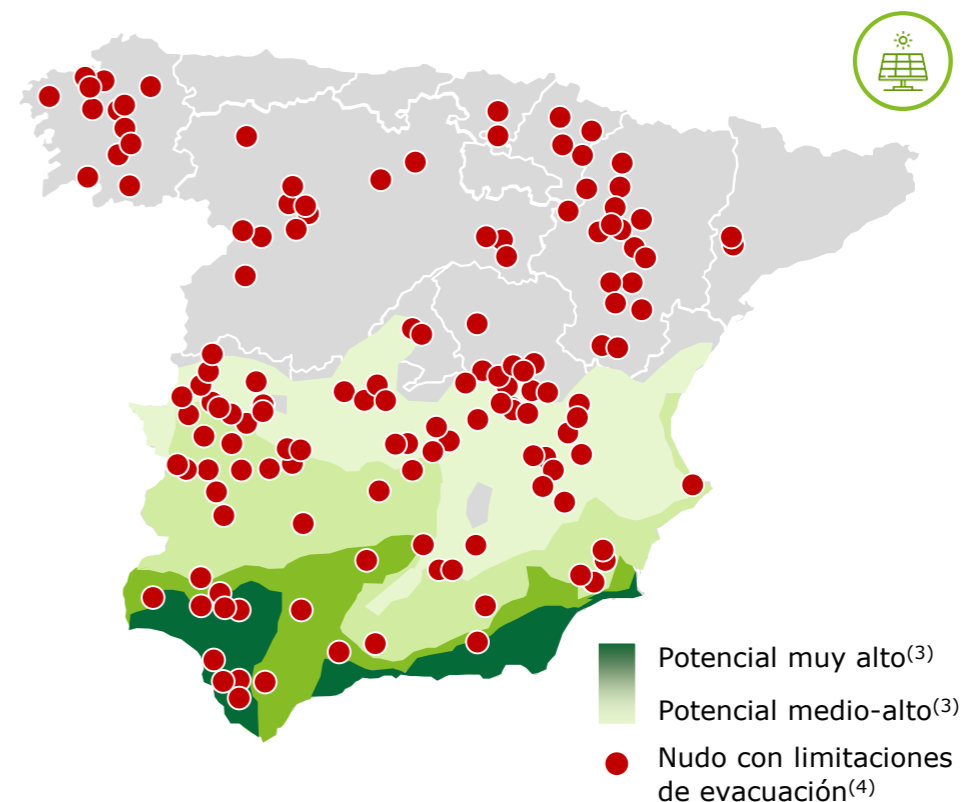 Potencial muy alto(3)
Potencial medio-alto(3)
Nudo con limitaciones
de evacuación(4)